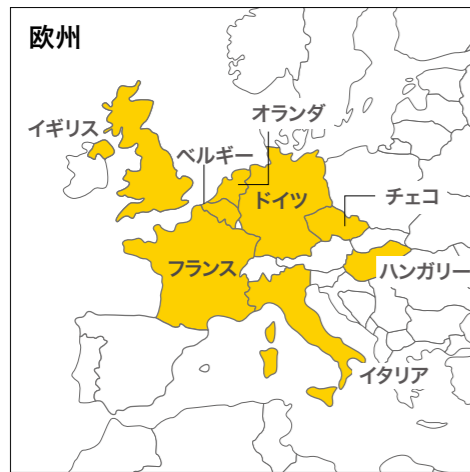 欧州
オランダ
イギリス
ベルギー
ドイツ
チェコ
フランス
ハンガリー
イタリア